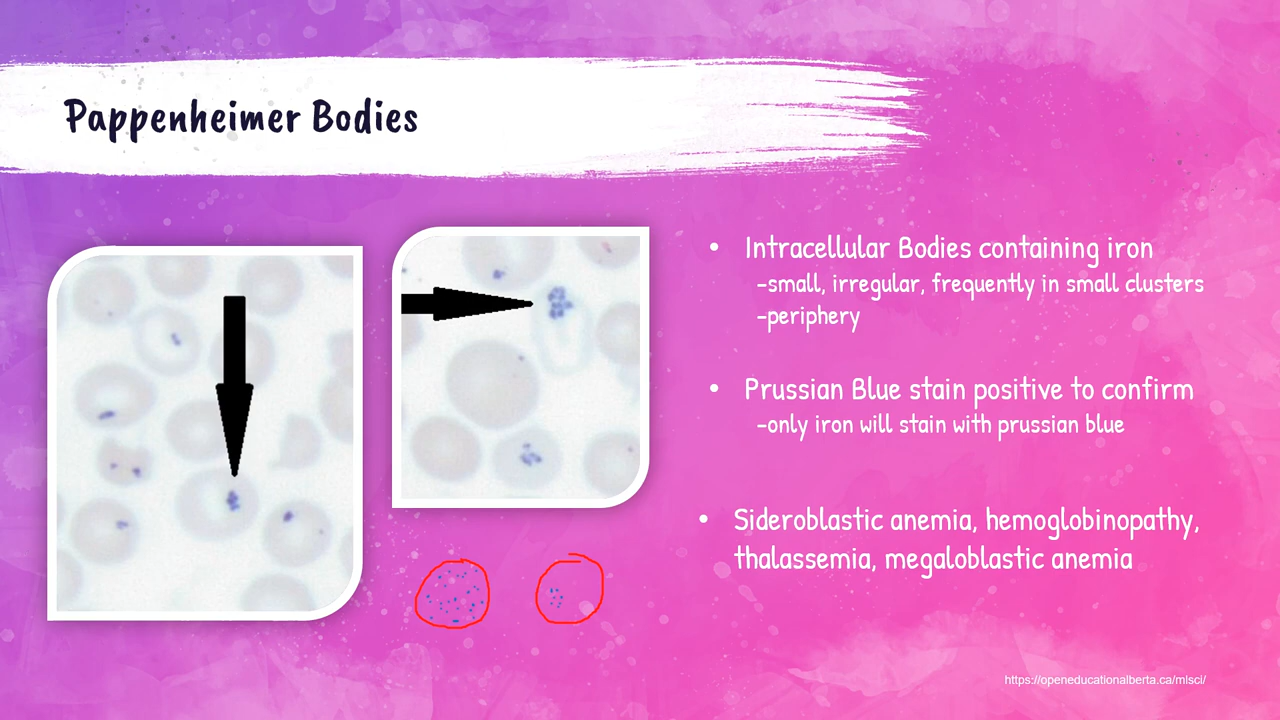 Pappenheimer Bodies
• Intracellular Bodies containing iron
-small, irregular, frequently in small clusters
-periphery
• Prussian Blue stain positive to confirm
-only iron will stain with prussian blue
• Sideroblastic anemia, hemoglobinopathy,
thalassemia, megaloblastic anemia
https://openeducationalberta.ca/mlsci/